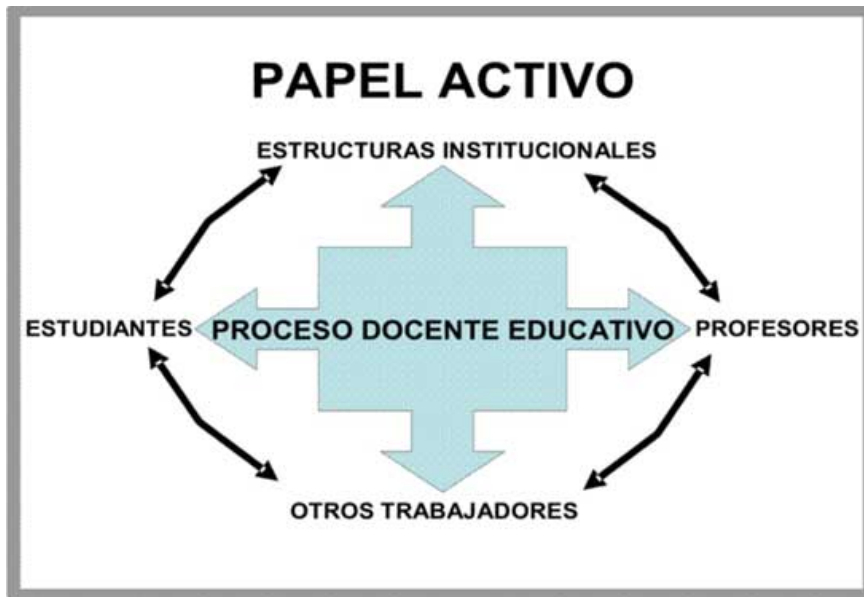 PAPEL ACTIVO
ESTRUCTURAS INSTITUCIONALES
ESTUDIANTES
PROCESO DOCENTE EDUCATIVO
PROFESORES
OTROS TRABAJADORES